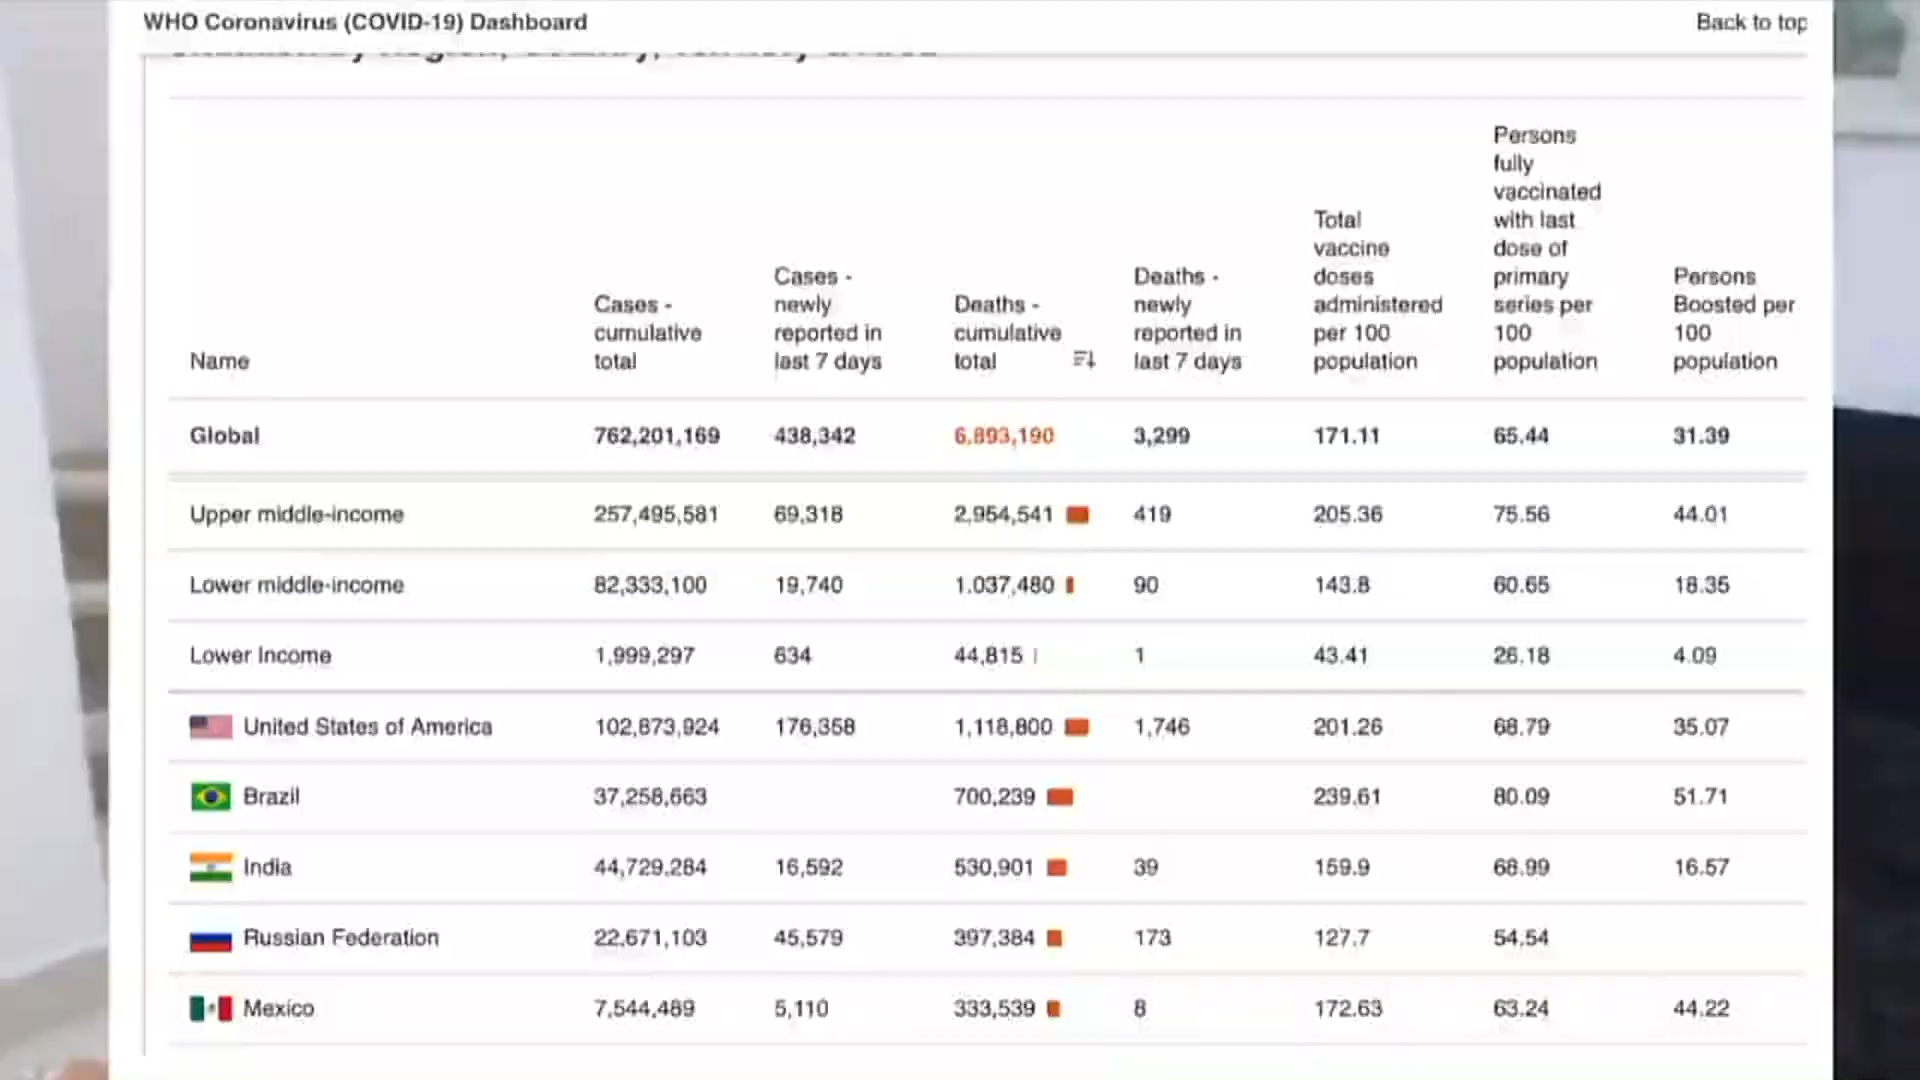 WHO Coronavirus (COVID-19) Dashboard
Back to top
Name
Cases - cumulative total
Cases - newly reported in last 7 days
Deaths - cumulative total
Deaths - newly reported in last 7 days
Total vaccine doses administered per 100 population
Persons fully vaccinated with last dose of primary series per 100 population
Persons Boosted per 100 population
Global 762,201,169 438,342 6,893,190 3,299 171.11 65.44 31.39
Upper middle-income 257,495,581 69,318 2,954,541 419 205.36 75.56 44.01
Lower middle-income 82,333,100 19,740 1.037,480 90 143.8 60.65 18.35
Lower Income 1,999,297 634 44,815 1 43.41 26.18 4.09
United States of America 102,873,924 176,358 1,118,800 1,746 201.26 68.79 35.07
Brazil 37,258,663 700,239 239.61 80.09 51.71
India 44,729,284 16,592 530,901 39 159.9 68.99 16.57
Russian Federation 22,671,103 45,579 397,384 173 127.7 54.54
Mexico 7,544,489 5,110 333,539 8 172.63 63.24 44.22